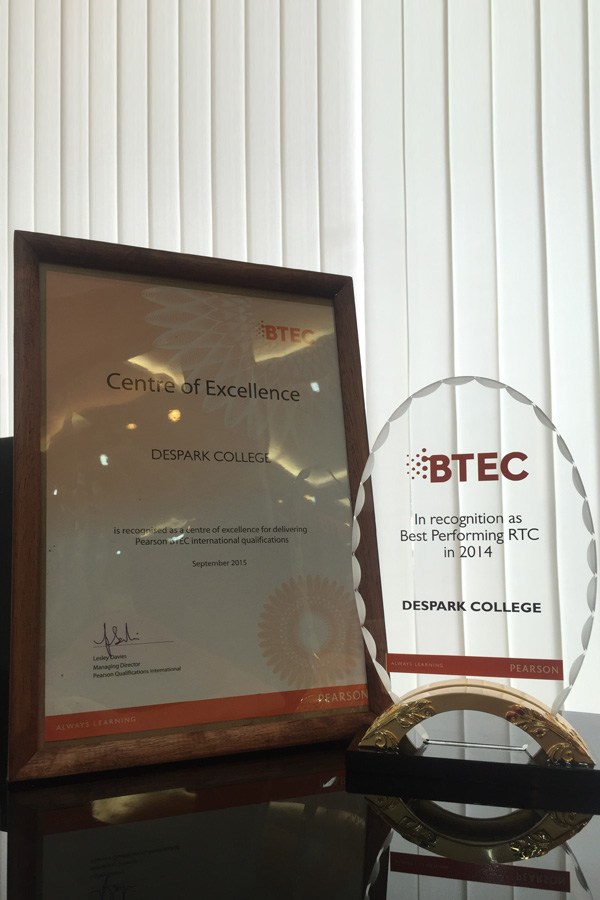 BTEC
Centre of Excellence
DESPARK COLLEGE
is recognised as a centre of excellence for delivering
Pearson BTEC international qualifications
September 2015
Lesley Davies
Managing Director
Pearson Qualifications International
ALWAYS LEARNING
PEARSON
BTEC
In recognition as
Best Performing RTC
in 2014
DESPARK COLLEGE
ALWAYS LEARNING
PEARSON